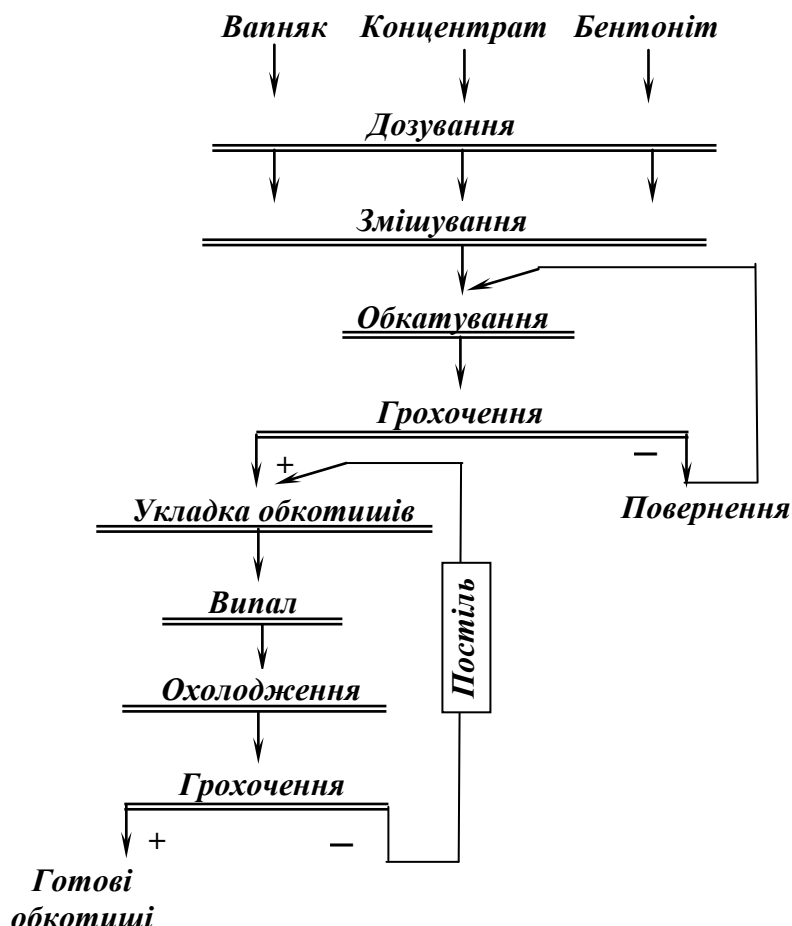 Вапняк Концентрат Бентоніт
Дозування
Змішування
Обкатування
Грохочення
+ –
Укладка обкотишів Повернення
Випал
Постіль
Охолодження
Грохочення
+ –
Готові
обкотиші